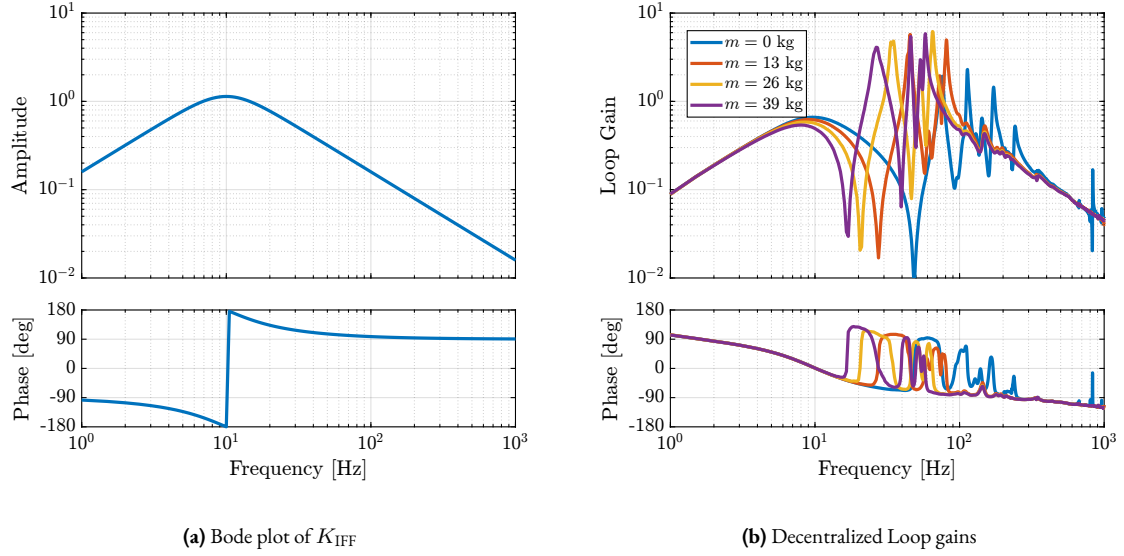 10^1
10^0
10^-1
10^-2
Amplitude
180
90
0
-90
-180
Phase [deg]
10^0 10^1 10^2 10^3
Frequency [Hz]
(a) Bode plot of K_IFF
10^1
10^0
10^-1
10^-2
Loop Gain
m = 0 kg
m = 13 kg
m = 26 kg
m = 39 kg
180
90
0
-90
-180
Phase [deg]
10^0 10^1 10^2 10^3
Frequency [Hz]
(b) Decentralized Loop gains